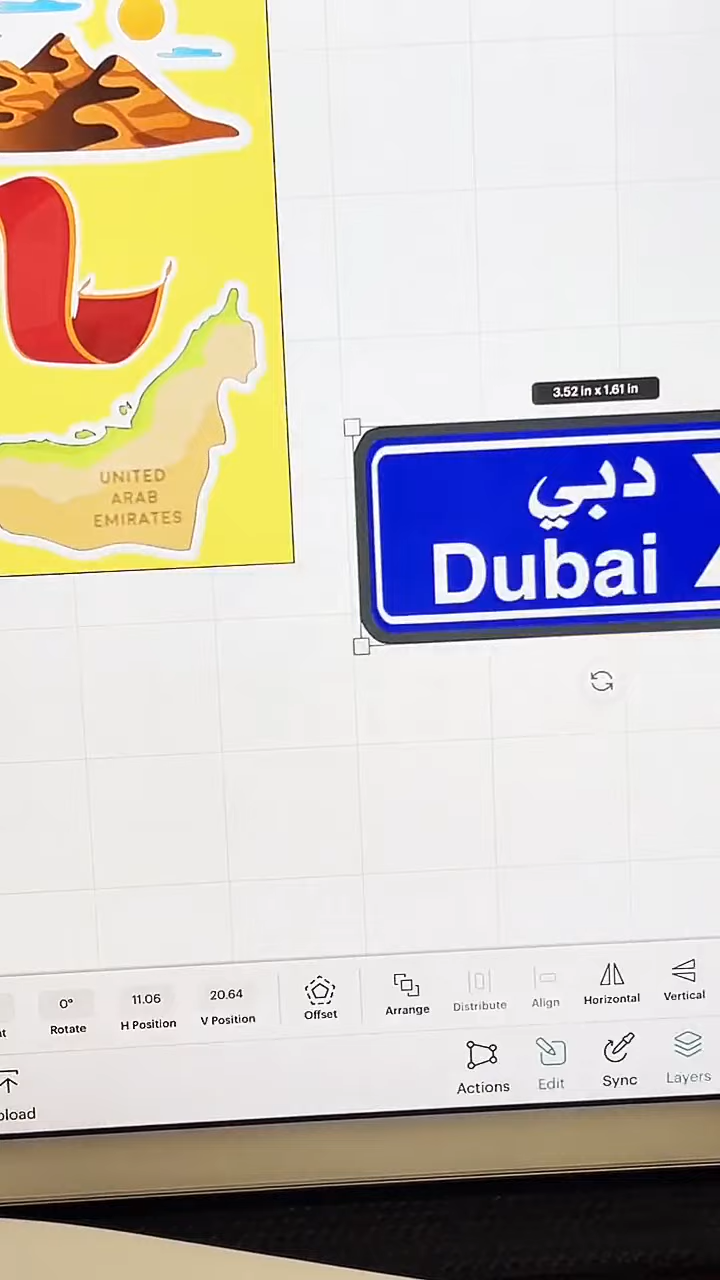 UNITED
ARAB
EMIRATES
3.52 in x 1.61 in
دبي
Dubai
0°
11.06
20.64
Rotate
H Position
V Position
Offset
Arrange
Distribute
Align
Horizontal
Vertical
Actions
Edit
Sync
Layers